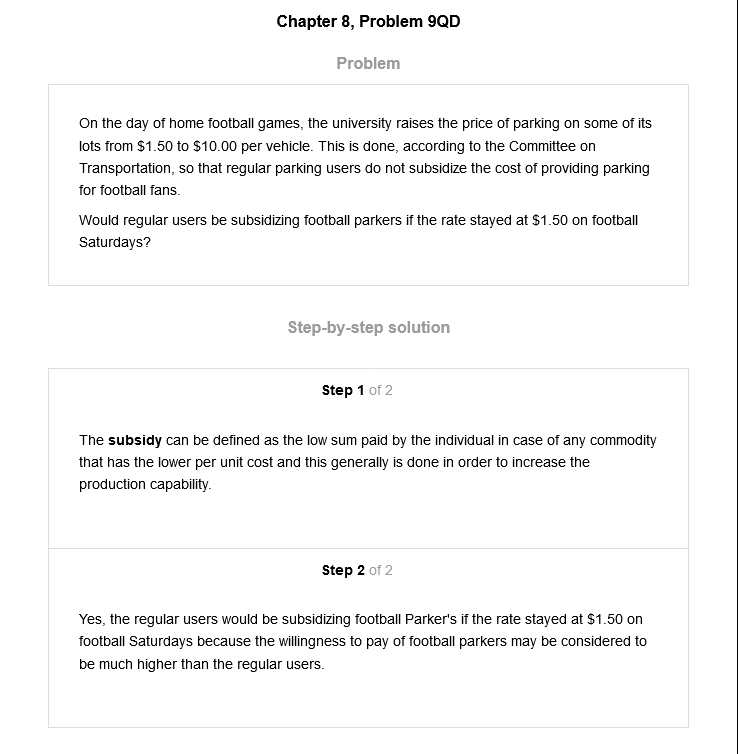 Chapter 8, Problem 9QD
Problem
On the day of home football games, the university raises the price of parking on some of its
lots from $1.50 to $10.00 per vehicle. This is done, according to the Committee on
Transportation, so that regular parking users do not subsidize the cost of providing parking
for football fans.
Would regular users be subsidizing football parkers if the rate stayed at $1.50 on football
Saturdays?
Step-by-step solution
Step 1 of 2
The subsidy can be defined as the low sum paid by the individual in case of any commodity
that has the lower per unit cost and this generally is done in order to increase the
production capability.
Step 2 of 2
Yes, the regular users would be subsidizing football Parker's if the rate stayed at $1.50 on
football Saturdays because the willingness to pay of football parkers may be considered to
be much higher than the regular users.